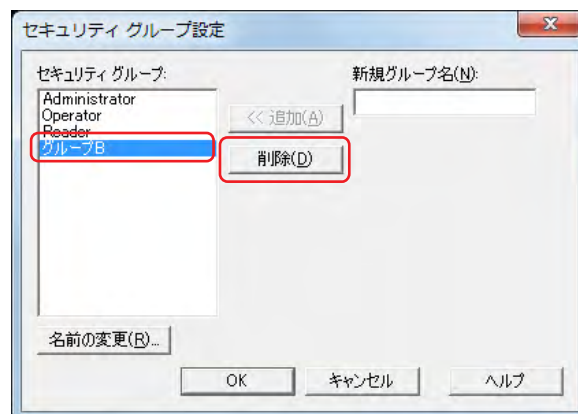 セキュリティ グループ設定
セキュリティ グループ:
新規グループ名(N):
Administrator
Operator
Reader
グループB
<< 追加(A)
削除(D)
名前の変更(R)...
OK
キャンセル
ヘルプ